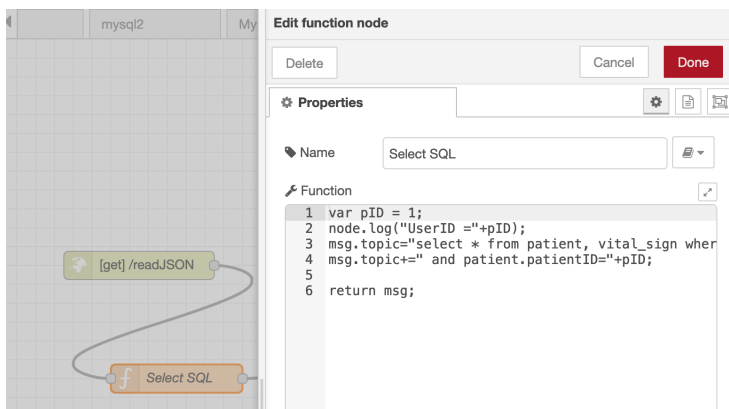 mysql2
My
Edit function node
Delete
Cancel
Done
Properties
Name
Select SQL
Function
1 var pID = 1;
2 node.log("UserID ="+pID);
3 msg.topic="select * from patient, vital_sign wher
4 msg.topic+=" and patient.patientID="+pID;
5
6 return msg;
[get] /readJSON
f Select SQL